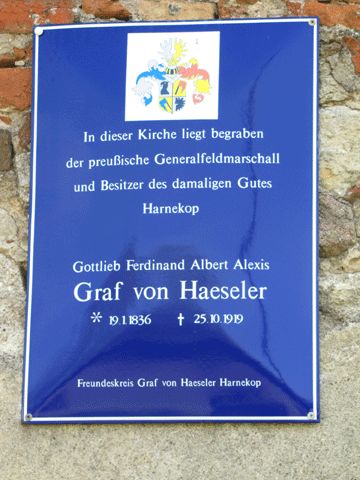 In dieser Kirche liegt begraben
der preußische Generalfeldmarschall
und Besitzer des damaligen Gutes
Harnekop
Gottlieb Ferdinand Albert Alexis
Graf von Haeseler
* 19.1.1836 † 25.10.1919
Freundeskreis Graf von Haeseler Harnekop